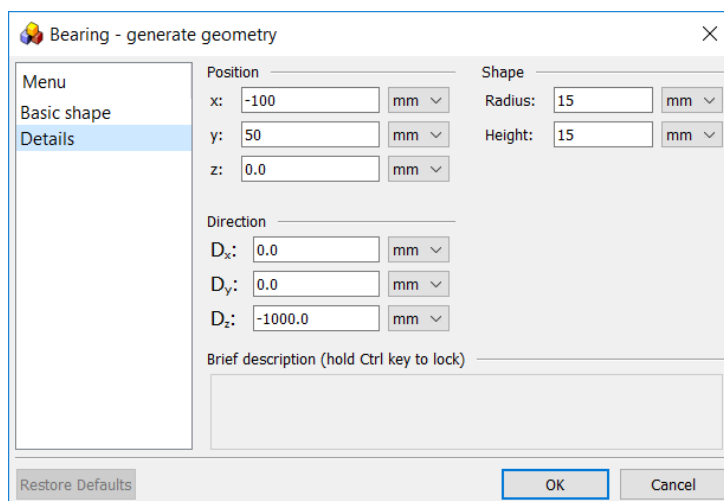 Bearing - generate geometry
Menu
Basic shape
Details
Position
x: -100 mm
y: 50 mm
z: 0.0 mm
Shape
Radius: 15 mm
Height: 15 mm
Direction
Dx: 0.0 mm
Dy: 0.0 mm
Dz: -1000.0 mm
Brief description (hold Ctrl key to lock)
Restore Defaults
OK
Cancel